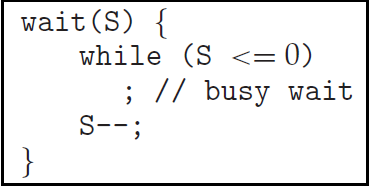 wait(S) {
while (S <= 0)
; // busy wait
S--;
}